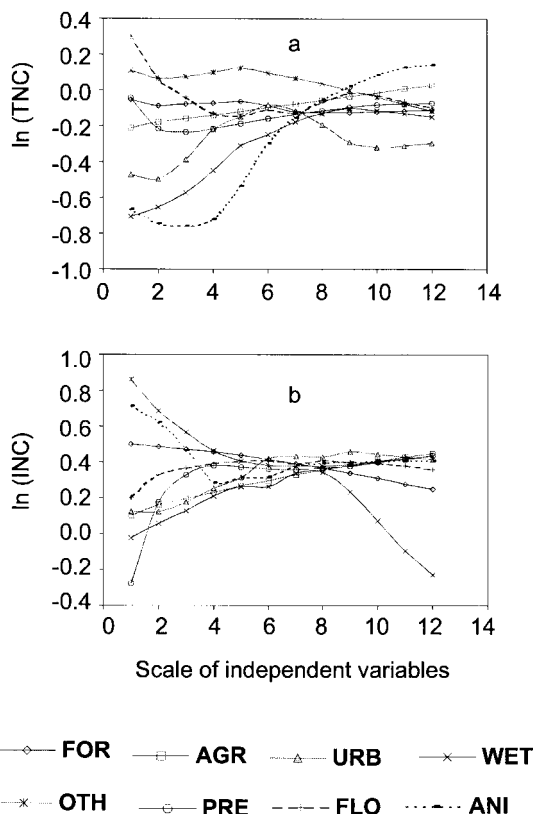 a
ln (TNC)
0.4
0.2
0.0
-0.2
-0.4
-0.6
-0.8
-1.0
0 2 4 6 8 10 12 14
b
ln (INC)
1.0
0.8
0.6
0.4
0.2
0.0
-0.2
-0.4
0 2 4 6 8 10 12 14
Scale of independent variables
FOR AGR URB WET
OTH PRE FLO ANI